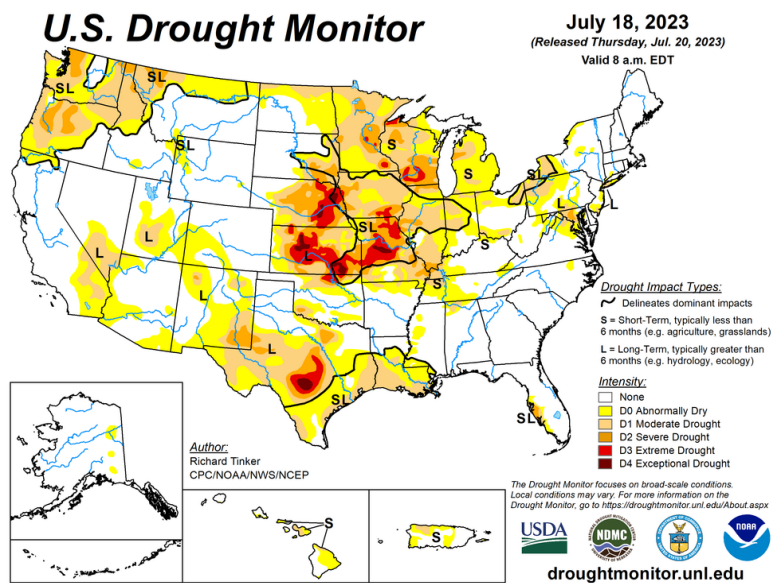 U.S. Drought Monitor
July 18, 2023
(Released Thursday, Jul. 20, 2023)
Valid 8 a.m. EDT
SL
SL
SL
S
S
SL
L
L
L
L
SL
S
S
L
L
L
SL
SL
Drought Impact Types:
Delineates dominant impacts
S = Short-Term, typically less than
6 months (e.g. agriculture, grasslands)
L = Long-Term, typically greater than
6 months (e.g. hydrology, ecology)
Intensity:
None
D0 Abnormally Dry
D1 Moderate Drought
D2 Severe Drought
D3 Extreme Drought
D4 Exceptional Drought
Author:
Richard Tinker
CPC/NOAA/NWS/NCEP
S
S
The Drought Monitor focuses on broad-scale conditions.
Local conditions may vary. For more information on the
Drought Monitor, go to https://droughtmonitor.unl.edu/About.aspx
USDA
NDMC
NOAA
droughtmonitor.unl.edu